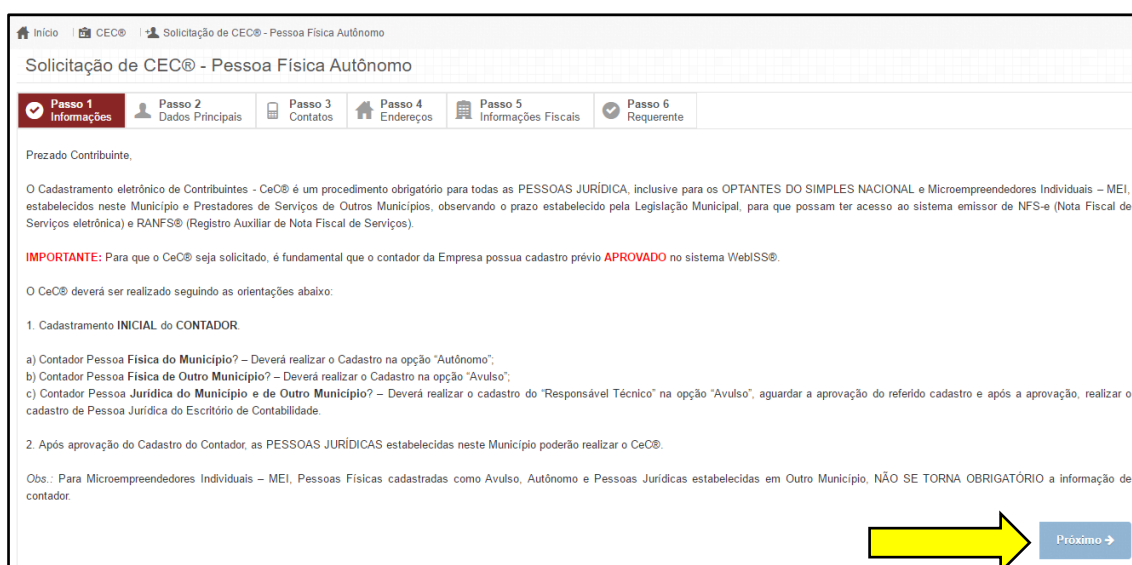 Início | CEC® | Solicitação de CEC® - Pessoa Física Autônomo
Solicitação de CEC® - Pessoa Física Autônomo
Passo 1 Passo 2 Passo 3 Passo 4 Passo 5 Passo 6
Informações Dados Principais Contatos Endereços Informações Fiscais Requerente
Prezado Contribuinte,
O Cadastramento eletrônico de Contribuintes - CeC® é um procedimento obrigatório para todas as PESSOAS JURÍDICA, inclusive para os OPTANTES DO SIMPLES NACIONAL e Microempreendedores Individuais – MEI,
estabelecidos neste Município e Prestadores de Serviços de Outros Municípios, observando o prazo estabelecido pela Legislação Municipal, para que possam ter acesso ao sistema emissor de NFS-e (Nota Fiscal de
Serviços eletrônica) e RANFS® (Registro Auxiliar de Nota Fiscal de Serviços).
IMPORTANTE: Para que o CeC® seja solicitado, é fundamental que o contador da Empresa possua cadastro prévio APROVADO no sistema WebISS®.
O CeC® deverá ser realizado seguindo as orientações abaixo:
1. Cadastramento INICIAL do CONTADOR.
a) Contador Pessoa Física do Município? – Deverá realizar o Cadastro na opção “Autônomo”;
b) Contador Pessoa Física de Outro Município? – Deverá realizar o Cadastro na opção “Avulso”;
c) Contador Pessoa Jurídica do Município e de Outro Município? – Deverá realizar o cadastro do “Responsável Técnico” na opção “Avulso”, aguardar a aprovação do referido cadastro e após a aprovação, realizar o
cadastro de Pessoa Jurídica do Escritório de Contabilidade.
2. Após aprovação do Cadastro do Contador, as PESSOAS JURÍDICAS estabelecidas neste Município poderão realizar o CeC®.
Obs.: Para Microempreendedores Individuais – MEI, Pessoas Físicas cadastradas como Avulso, Autônomo e Pessoas Jurídicas estabelecidas em Outro Município, NÃO SE TORNA OBRIGATÓRIO a informação de
contador.
Próximo →